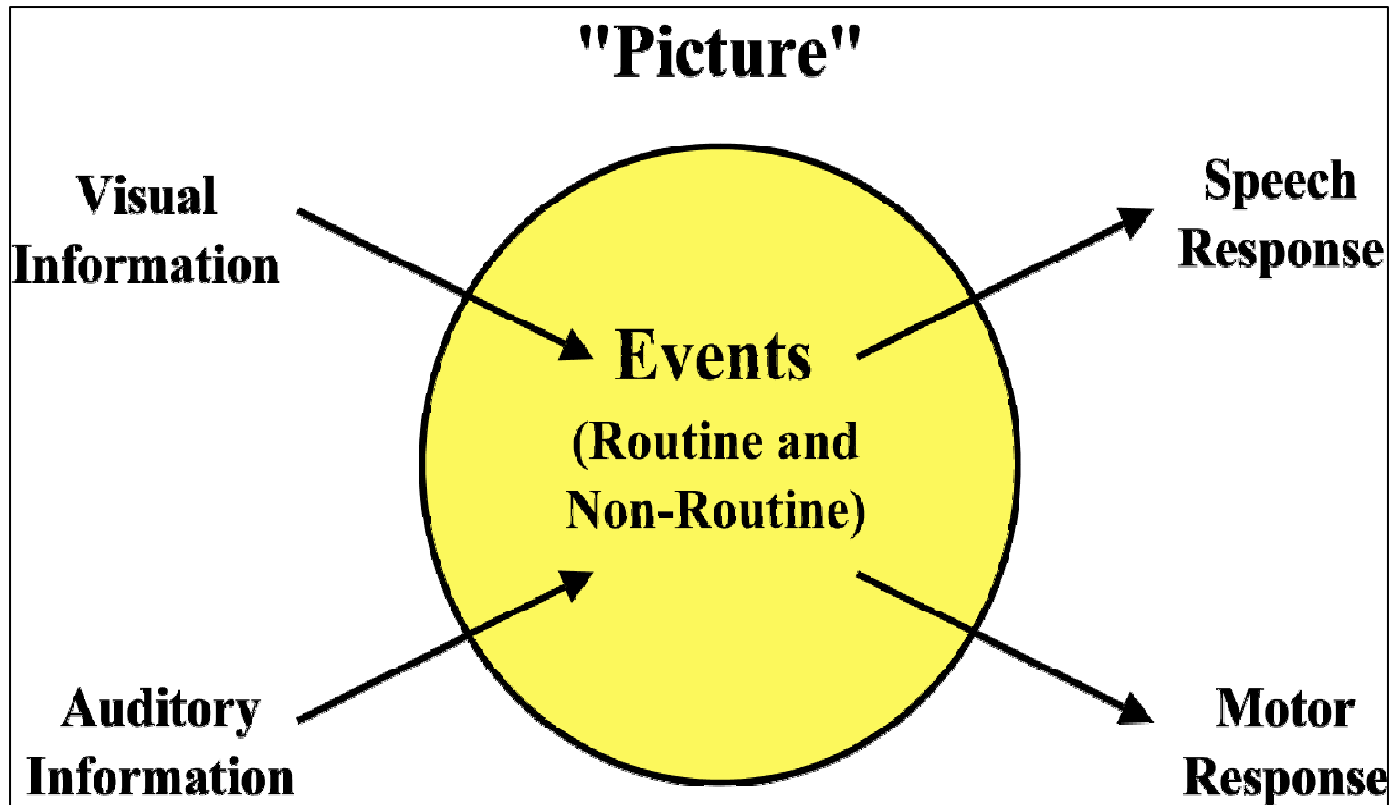 "Picture"
Visual
Information
Speech
Response
Events
(Routine and
Non-Routine)
Auditory
Information
Motor
Response